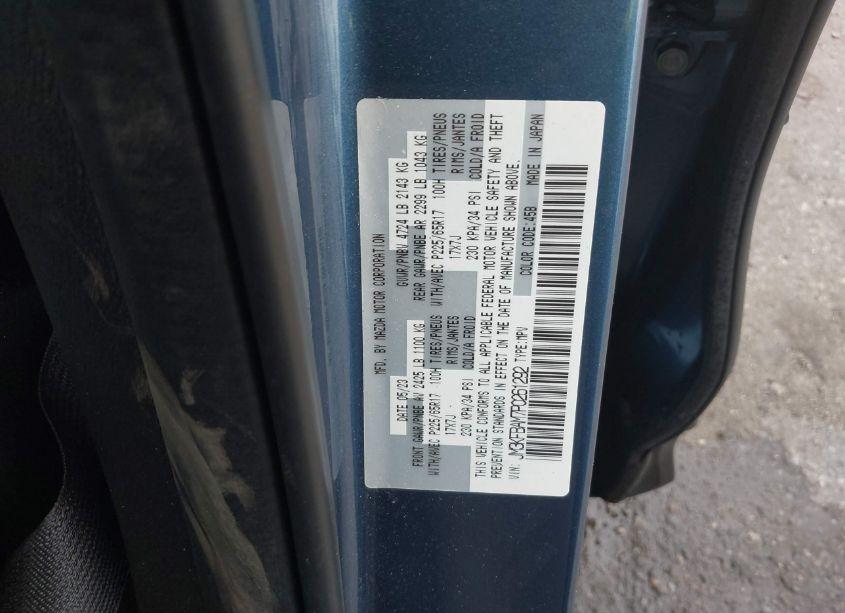 MFD. BY MAZDA MOTOR CORPORATION
DATE 05/23 GVWR/PNBV 4724 LB 2143 KG
FRONT GAWR/PNBE AV 2425 LB 1100 KG REAR GAWR/PNBE AR 2299 LB 1043 KG
WITH/AVEC P225/65R17 100H TIRES/PNEUS WITH/AVEC P225/65R17 100H TIRES/PNEUS
17X7J RIMS/JANTES 17X7J RIMS/JANTES
230 KPA/34 PSI COLD/A FROID 230 KPA/34 PSI COLD/A FROID
THIS VEHICLE CONFORMS TO ALL APPLICABLE FEDERAL MOTOR VEHICLE SAFETY AND THEFT
PREVENTION STANDARDS IN EFFECT ON THE DATE OF MANUFACTURE SHOWN ABOVE.
VIN: JM3KFBAM7P0261292 TYPE:MPV COLOR CODE:45B MADE IN JAPAN